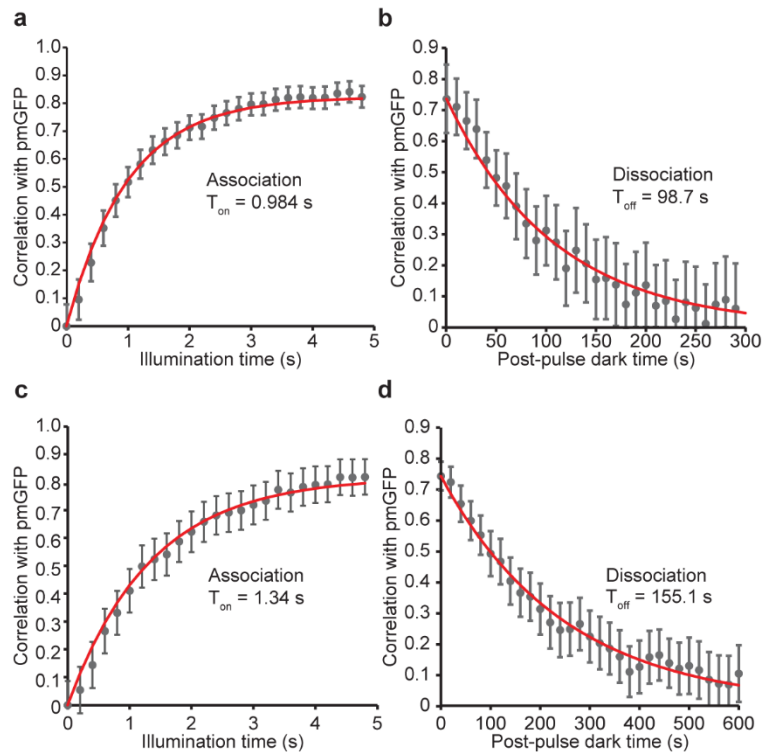 a
Correlation with pmGFP
1.0
0.9
0.8
0.7
0.6
0.5
0.4
0.3
0.2
0.1
0
Association
T_on = 0.984 s
0 1 2 3 4 5
Illumination time (s)
b
Correlation with pmGFP
0.9
0.8
0.7
0.6
0.5
0.4
0.3
0.2
0.1
0
Dissociation
T_off = 98.7 s
0 50 100 150 200 250 300
Post-pulse dark time (s)
c
Correlation with pmGFP
1.0
0.9
0.8
0.7
0.6
0.5
0.4
0.3
0.2
0.1
0
Association
T_on = 1.34 s
0 1 2 3 4 5
Illumination time (s)
d
Correlation with pmGFP
0.9
0.8
0.7
0.6
0.5
0.4
0.3
0.2
0.1
0
Dissociation
T_off = 155.1 s
0 100 200 300 400 500 600
Post-pulse dark time (s)